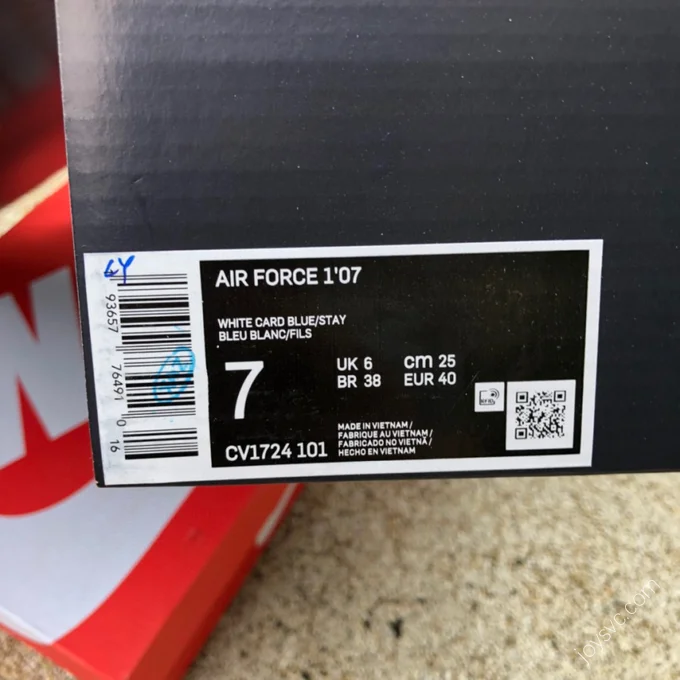 4Y
93657 76491 0 16
AIR FORCE 1'07
WHITE CARD BLUE/STAY
BLEU BLANC/FILS
7
UK 6 cm 25
BR 38 EUR 40
CV1724 101
MADE IN VIETNAM /
FABRIQUE AU VIETNAM /
FABRICADO NO VIETNÃ /
HECHO EN VIETNAM
joysvc.com